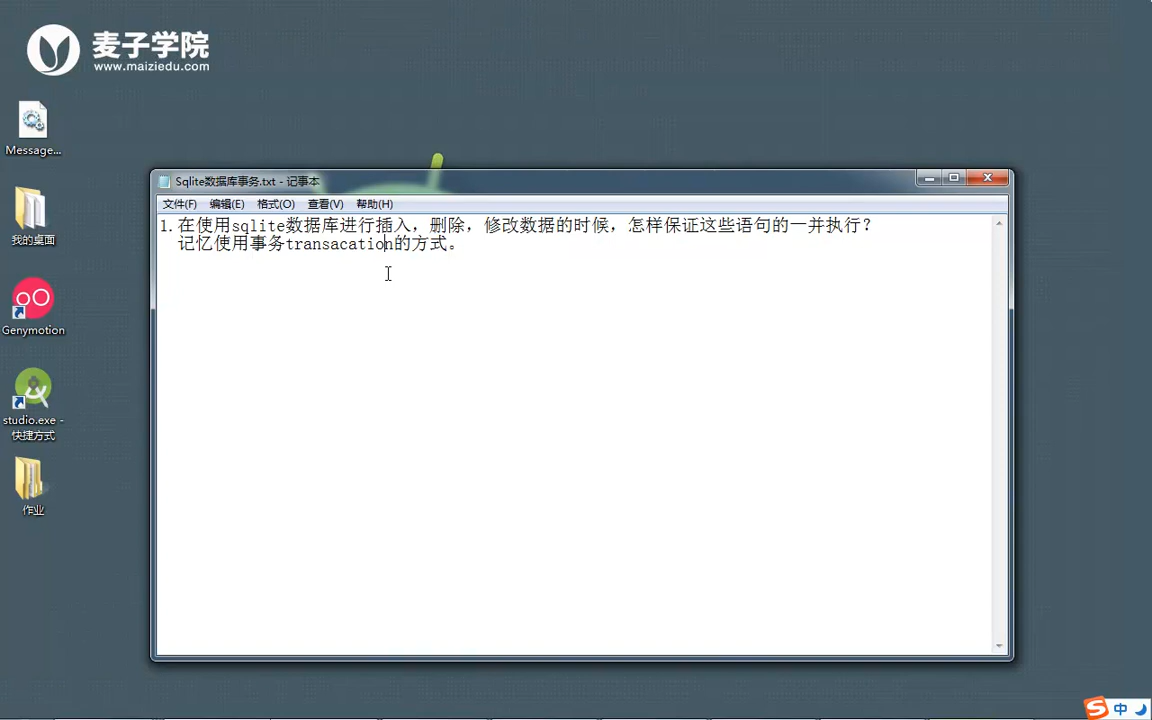 麦子学院
www.maiziedu.com
Message...
我的桌面
Genymotion
studio.exe -
快捷方式
作业
Sqlite数据库事务.txt - 记事本
文件(F) 编辑(E) 格式(O) 查看(V) 帮助(H)
1.在使用sqlite数据库进行插入，删除，修改数据的时候，怎样保证这些语句的一并执行？
记忆使用事务transacation的方式。
中